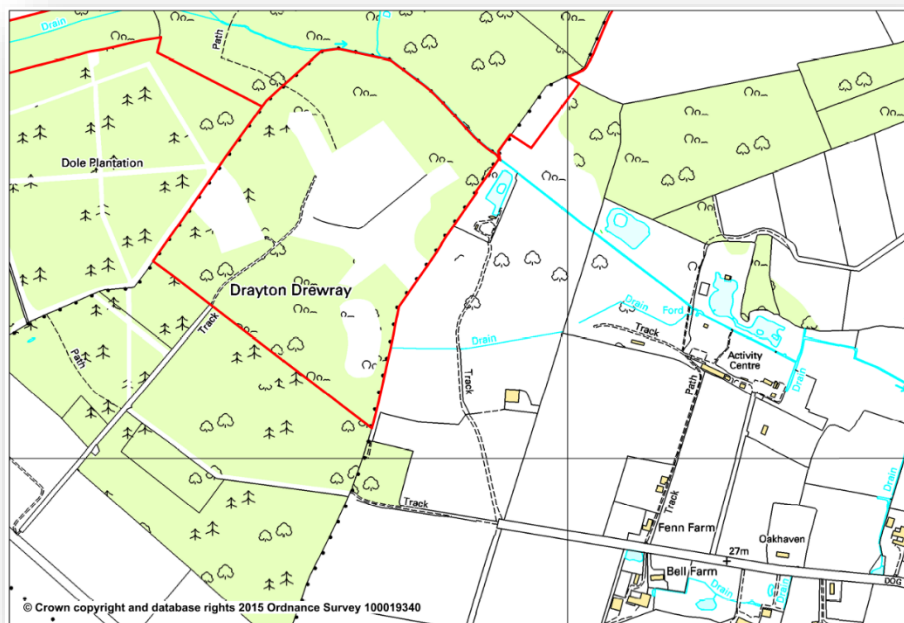 Drain
Path
Drain
Dole Plantation
Drayton Drewray
Track
Path
Drain
Track
Drain
Ford
Track
Activity
Centre
Path
Drain
Track
Track
Drain
Fenn Farm
Oakhaven
27m
Bell Farm
Drain
DOG
© Crown copyright and database rights 2015 Ordnance Survey 100019340